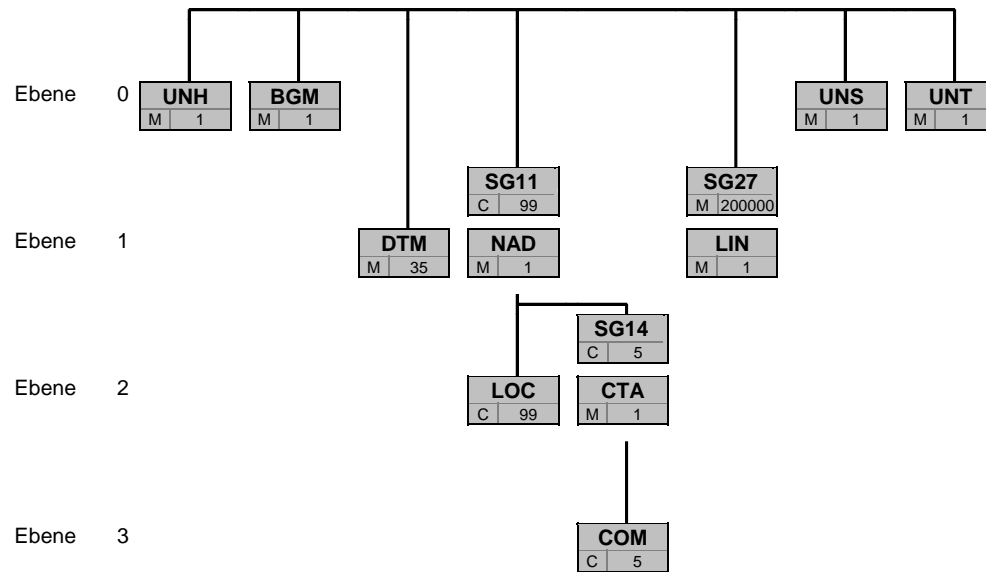 Ebene 0 UNH BGM UNS UNT
M 1 M 1 M 1 M 1
SG11 SG27
C 99 M 200000
Ebene 1 DTM NAD LIN
M 35 M 1 M 1
SG14
C 5
Ebene 2 LOC CTA
C 99 M 1
Ebene 3 COM
C 5